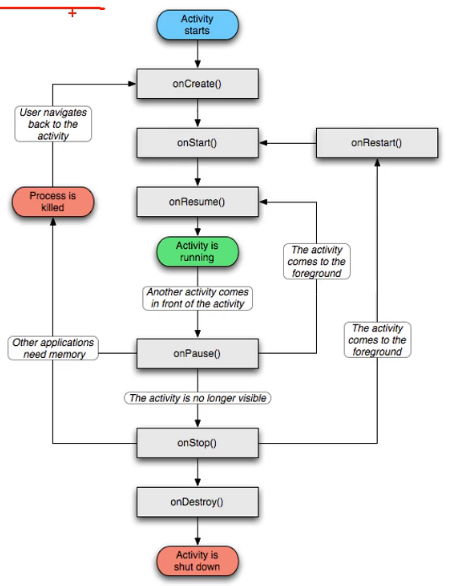 Activity
starts
onCreate()
User navigates
back to the
activity
onStart()
onRestart()
Process is
killed
onResume()
Activity is
running
The activity
comes to the
foreground
Another activity comes
in front of the activity
The activity
comes to the
foreground
Other applications
need memory
onPause()
The activity is no longer visible
onStop()
onDestroy()
Activity is
shut down